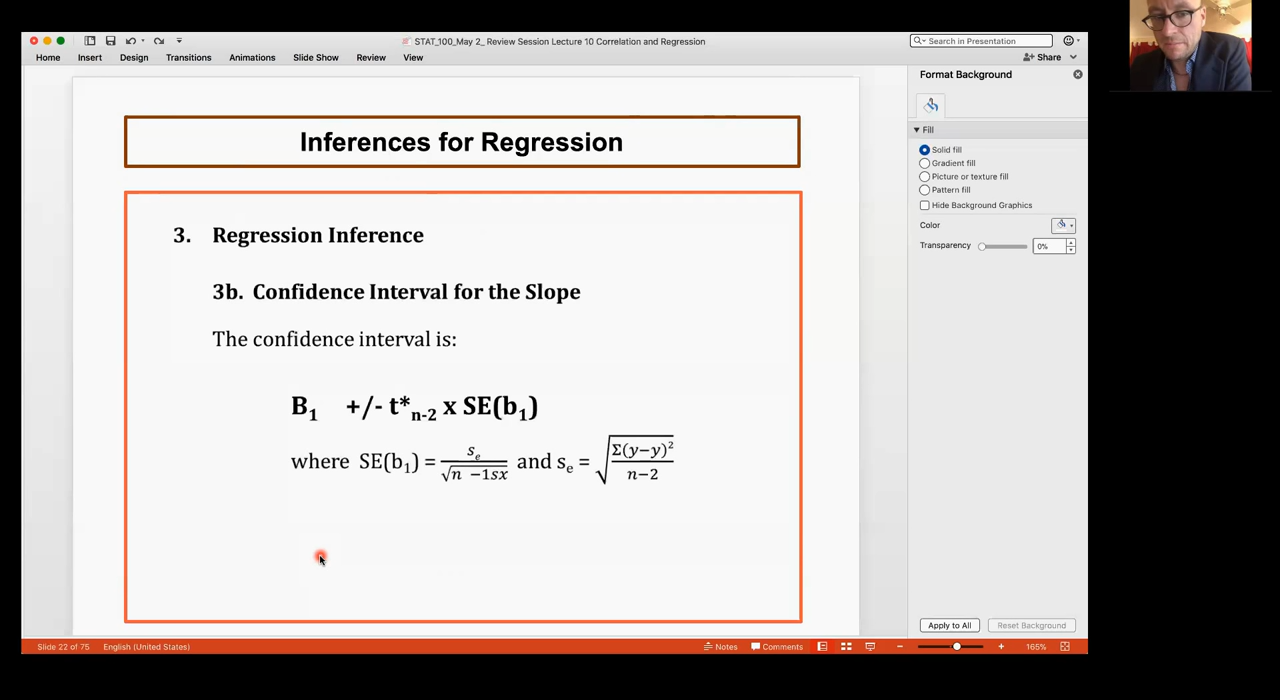 STAT_100_May 2_ Review Session Lecture 10 Correlation and Regression
Search in Presentation
Home Insert Design Transitions Animations Slide Show Review View
Share
Format Background
Fill
Solid fill
Gradient fill
Picture or texture fill
Pattern fill
Hide Background Graphics
Color
Transparency 0%
Inferences for Regression
3. Regression Inference
3b. Confidence Interval for the Slope
The confidence interval is:
B₁ +/- t*ₙ₋₂ x SE(b₁)
where SE(b₁) = sₑ/√n −1sx and sₑ = √Σ(y−y)²/n−2
Apply to All Reset Background
Slide 22 of 75 English (United States) Notes Comments 165%